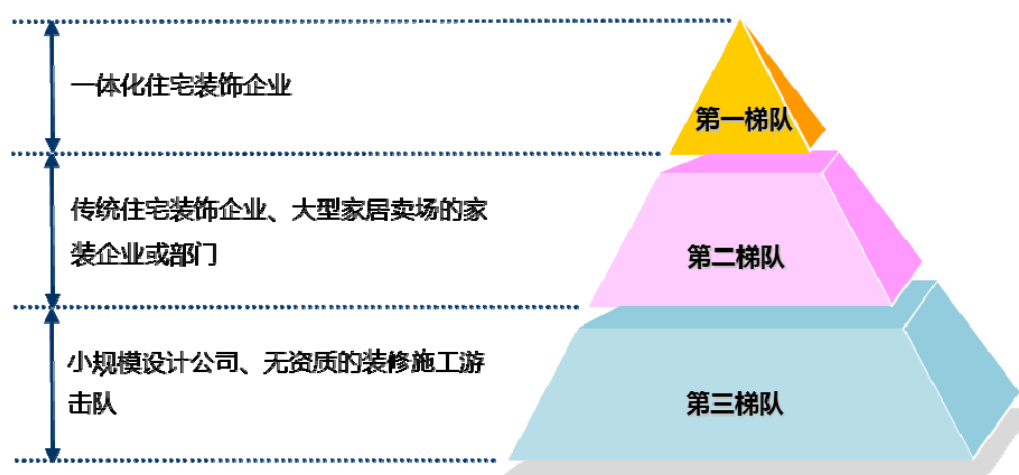 一体化住宅装饰企业
第一梯队
传统住宅装饰企业、大型家居卖场的家
装企业或部门
第二梯队
小规模设计公司、无资质的装修施工游
击队
第三梯队